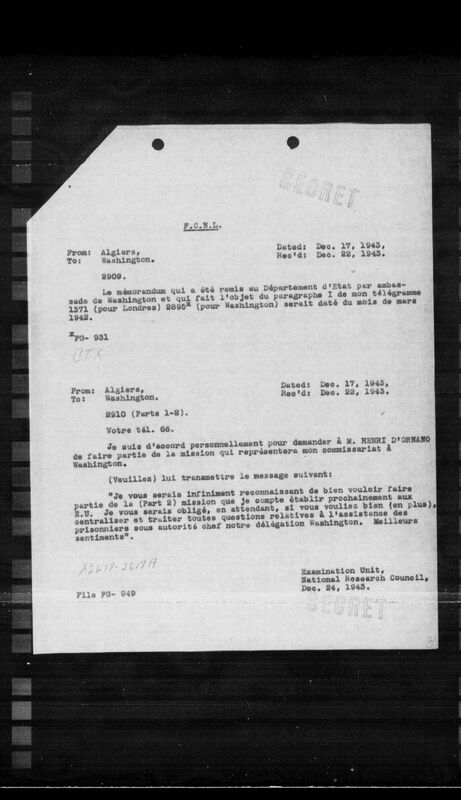 SECRET
F.C.N.L.
From: Algiers, Dated: Dec. 17, 1943,
To: Washington. Rec'd: Dec. 22, 1943.
2909.
Le mémorandum qui a été remis au Département d'Etat par ambas-
sade de Washington et qui fait l'objet du paragraphe I de mon télégramme
1371 (pour Londres) 2895x (pour Washington) serait daté du mois de mars
1942.
xFG- 931
CTX
From: Algiers, Dated: Dec. 17, 1943,
To: Washington. Rec'd: Dec. 22, 1943.
2910 (Parts 1-2).
Votre tél. 66.
Je suis d'accord personnellement pour demander à M. HENRI D'ORNANO
de faire partie de la mission qui représentera mon commissariat à
Washington.
(Veuillez) lui transmettre le message suivant:
"Je vous serais infiniment reconnaissant de bien vouloir faire
partie de la (Part 2) mission que je compte établir prochainement aux
E.U. Je vous serais obligé, en attendant, si vous vouliez bien (en plus),
centraliser et traiter toutes questions relatives à l'assistance des
prisonniers sous autorité chef notre délégation Washington. Meilleurs
sentiments".
X2617-2617A
Examination Unit,
National Research Council,
Dec. 24, 1943.
File FG- 949
SECRET